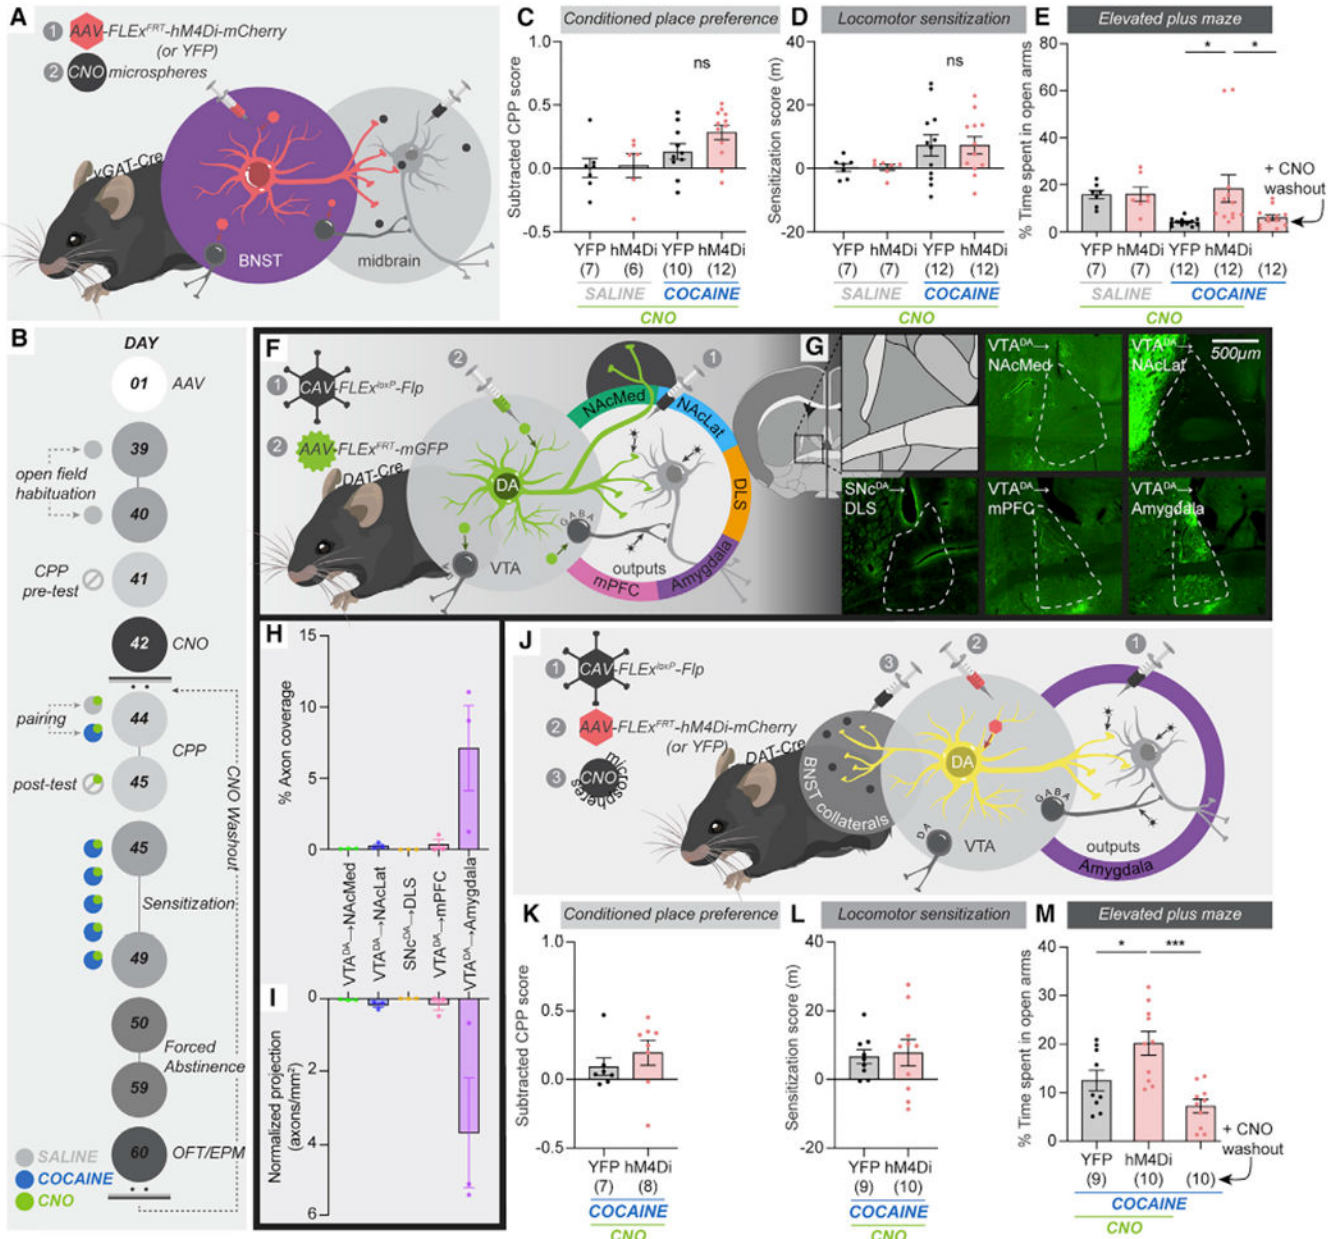 A
1 AAV-FLExFRT-hM4Di-mCherry
(or YFP)
2 CNO microspheres
vGAT-Cre
BNST
midbrain
B
DAY
01 AAV
39
open field
habituation
40
CPP
pre-test
41
42 CNO
pairing
44
CPP
post-test
45
45
Sensitization
49
50
Forced
Abstinence
59
60 OFT/EPM
CNO Washout
SALINE
COCAINE
CNO
C
Conditioned place preference
Subtracted CPP score
1.0
0.5
0.0
-0.5
ns
YFP hM4Di YFP hM4Di
(7) (6) (10) (12)
SALINE COCAINE
CNO
D
Locomotor sensitization
Sensitization score (m)
40
20
0
-20
ns
YFP hM4Di YFP hM4Di
(7) (7) (12) (12)
SALINE COCAINE
CNO
E
Elevated plus maze
% Time spent in open arms
80
60
40
20
0
* *
+ CNO
washout
YFP hM4Di YFP hM4Di
(7) (7) (12) (12) (12)
SALINE COCAINE
CNO
F
1 CAV-FLExloxP-Flp
2 AAV-FLExFRT-mGFP
DAT-Cre
2
1
DA
GABA
VTA
NAcMed
NAcLat
DLS
Amygdala
mPFC
outputs
G
VTADA→
NAcMed
VTADA→
NAcLat
500µm
SNcDA→
DLS
VTADA→
mPFC
VTADA→
Amygdala
H
% Axon coverage
15
10
5
0
VTADA→NAcMed
VTADA→NAcLat
SNcDA→DLS
VTADA→mPFC
VTADA→Amygdala
I
Normalized projection
(axons/mm2)
0
2
4
6
J
1 CAV-FLExloxP-Flp
2 AAV-FLExFRT-hM4Di-mCherry
(or YFP)
3 CNO microspheres
DAT-Cre
3
2
1
BNST collaterals
DA
DA
GABA
VTA
outputs
Amygdala
K
Conditioned place preference
Subtracted CPP score
1.0
0.5
0.0
-0.5
YFP hM4Di
(7) (8)
COCAINE
CNO
L
Locomotor sensitization
Sensitization score (m)
40
20
0
-20
YFP hM4Di
(9) (10)
COCAINE
CNO
M
Elevated plus maze
% Time spent in open arms
40
30
20
10
0
* ***
+ CNO
washout
YFP hM4Di
(9) (10) (10)
COCAINE
CNO